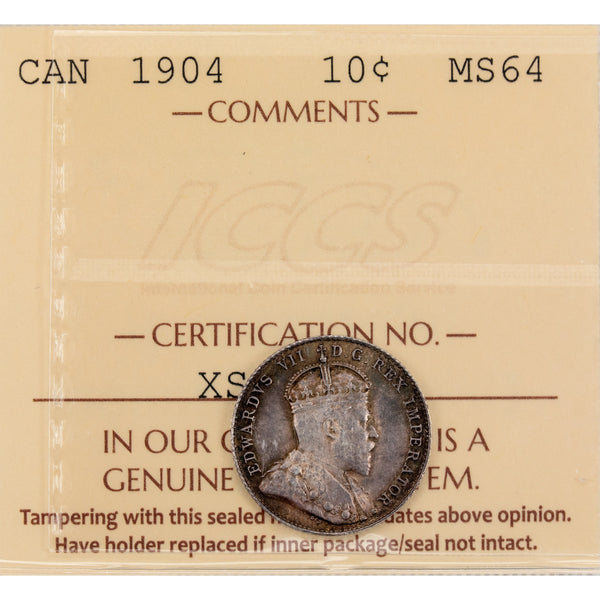 CAN 1904 10¢ MS64
— COMMENTS —
ICCS
International Coin Certification Service
— CERTIFICATION NO. —
XS
EDWARDVS VII D.G. REX IMPERATOR
IN OUR IS A
GENUINE EM.
Tampering with this sealed dates above opinion.
Have holder replaced if inner package/seal not intact.